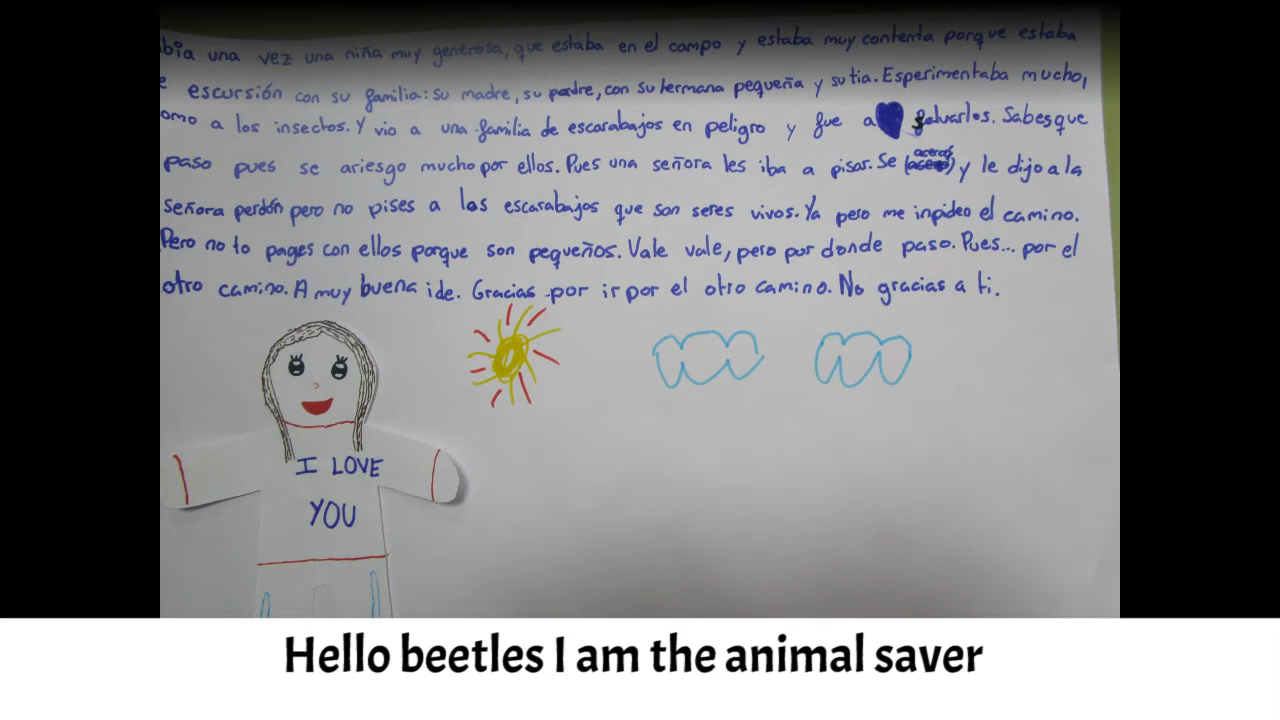 bia una vez una niña muy generosa, que estaba en el campo y estaba muy contenta porque estaba
e escursión con su familia: su madre, su padre, con su hermana pequeña y su tia. Esperimentaba mucho,
omo a los insectos. Y vio a una familia de escarabajos en peligro y fue a salvarlos. Sabes que
paso pues se ariesgo mucho por ellos. Pues una señora les iba a pisar. Se acercó y le dijo a la
señora perdón pero no pises a los escarabajos que son seres vivos. Ya pero me inpiden el camino.
Pero no lo pages con ellos porque son pequeños. Vale vale, pero por donde paso. Pues... por el
otro camino. A muy buena ide. Gracias por ir por el otro camino. No gracias a ti.
I LOVE
YOU
Hello beetles I am the animal saver